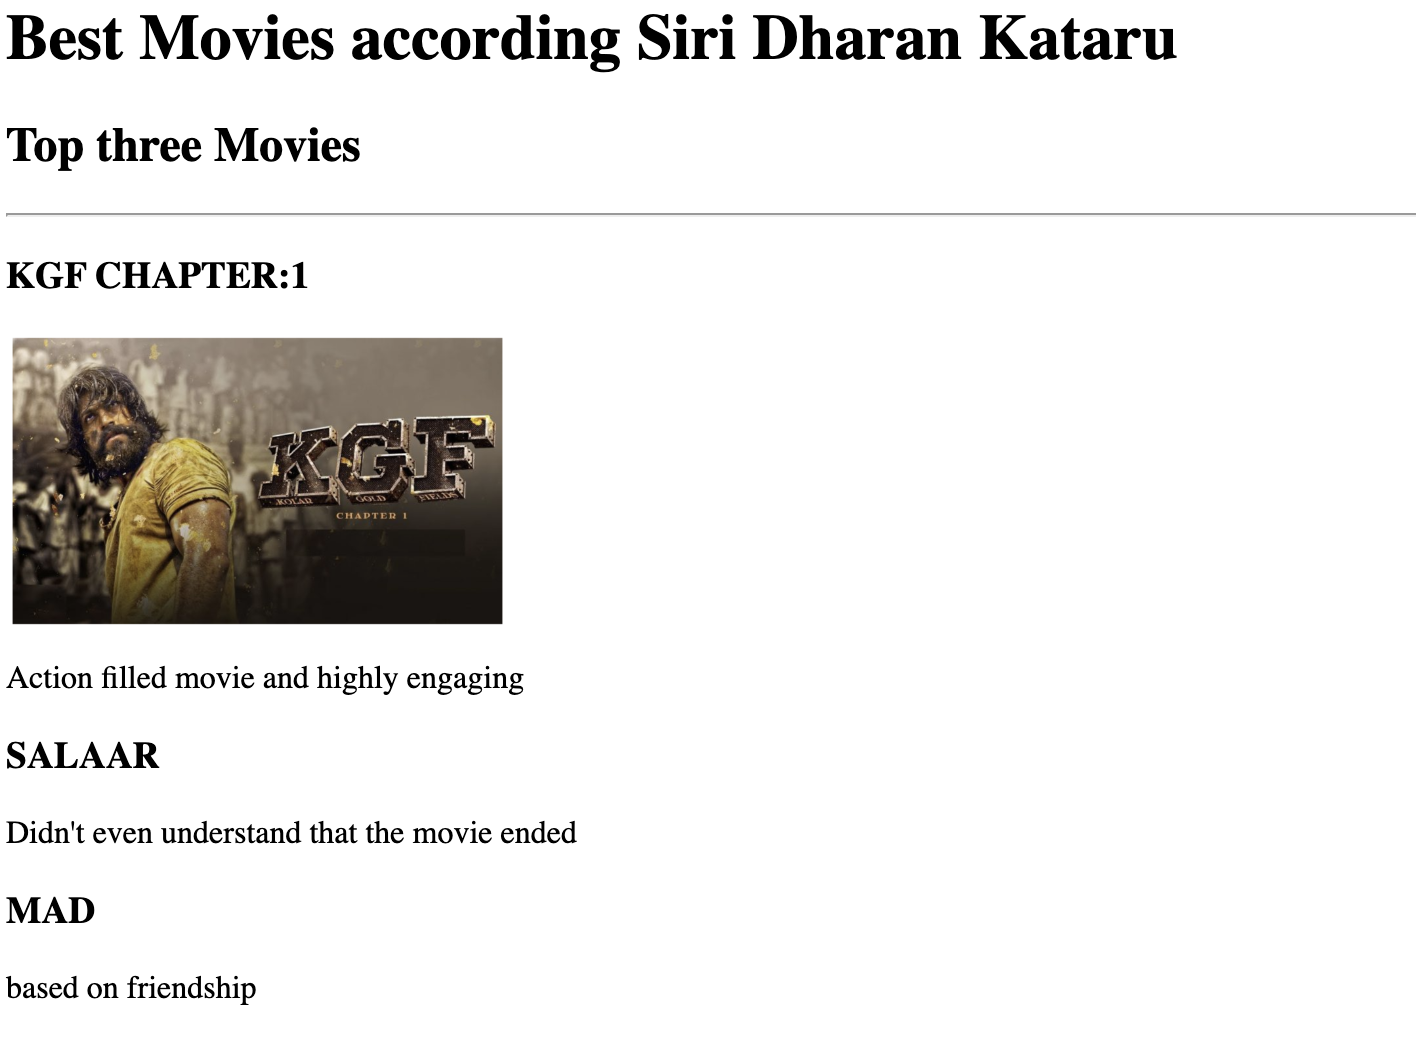 Best Movies according Siri Dharan Kataru
Top three Movies
KGF CHAPTER:1
KGF
KOLAR GOLD FIELDS
CHAPTER 1
Action filled movie and highly engaging
SALAAR
Didn't even understand that the movie ended
MAD
based on friendship